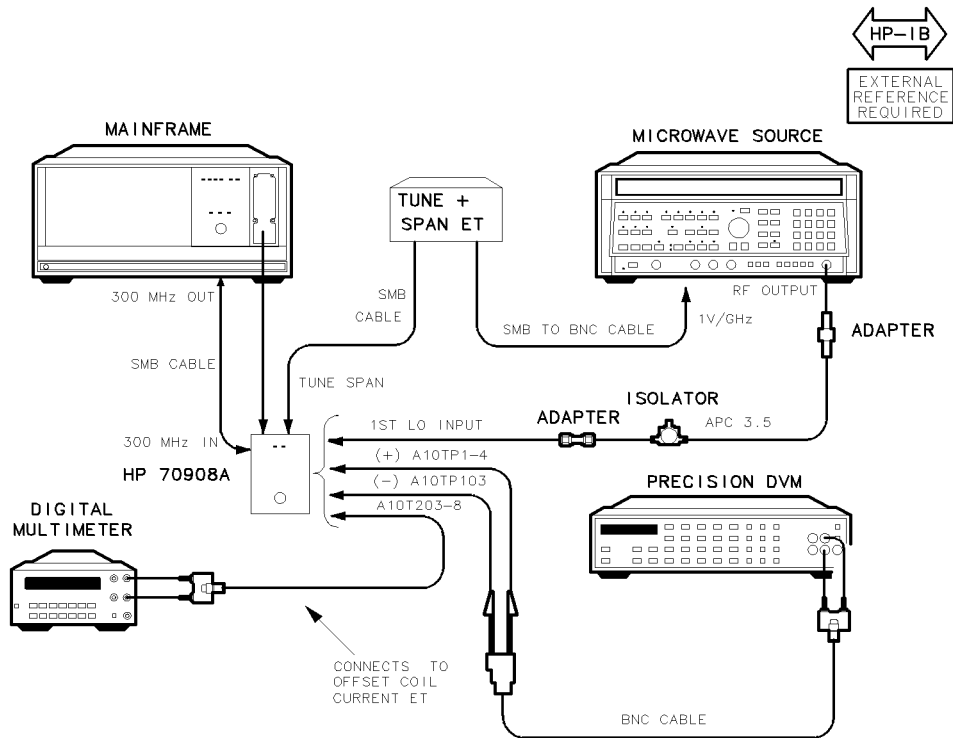 HP-IB
EXTERNAL
REFERENCE
REQUIRED
MAINFRAME
MICROWAVE SOURCE
TUNE +
SPAN ET
300 MHz OUT
SMB
CABLE
RF OUTPUT
SMB TO BNC CABLE
1V/GHz
ADAPTER
SMB CABLE
TUNE SPAN
ISOLATOR
ADAPTER
APC 3.5
1ST LO INPUT
300 MHz IN
HP 70908A
(+) A10TP1-4
(-) A10TP103
A10T203-8
PRECISION DVM
DIGITAL
MULTIMETER
CONNECTS TO
OFFSET COIL
CURRENT ET
BNC CABLE